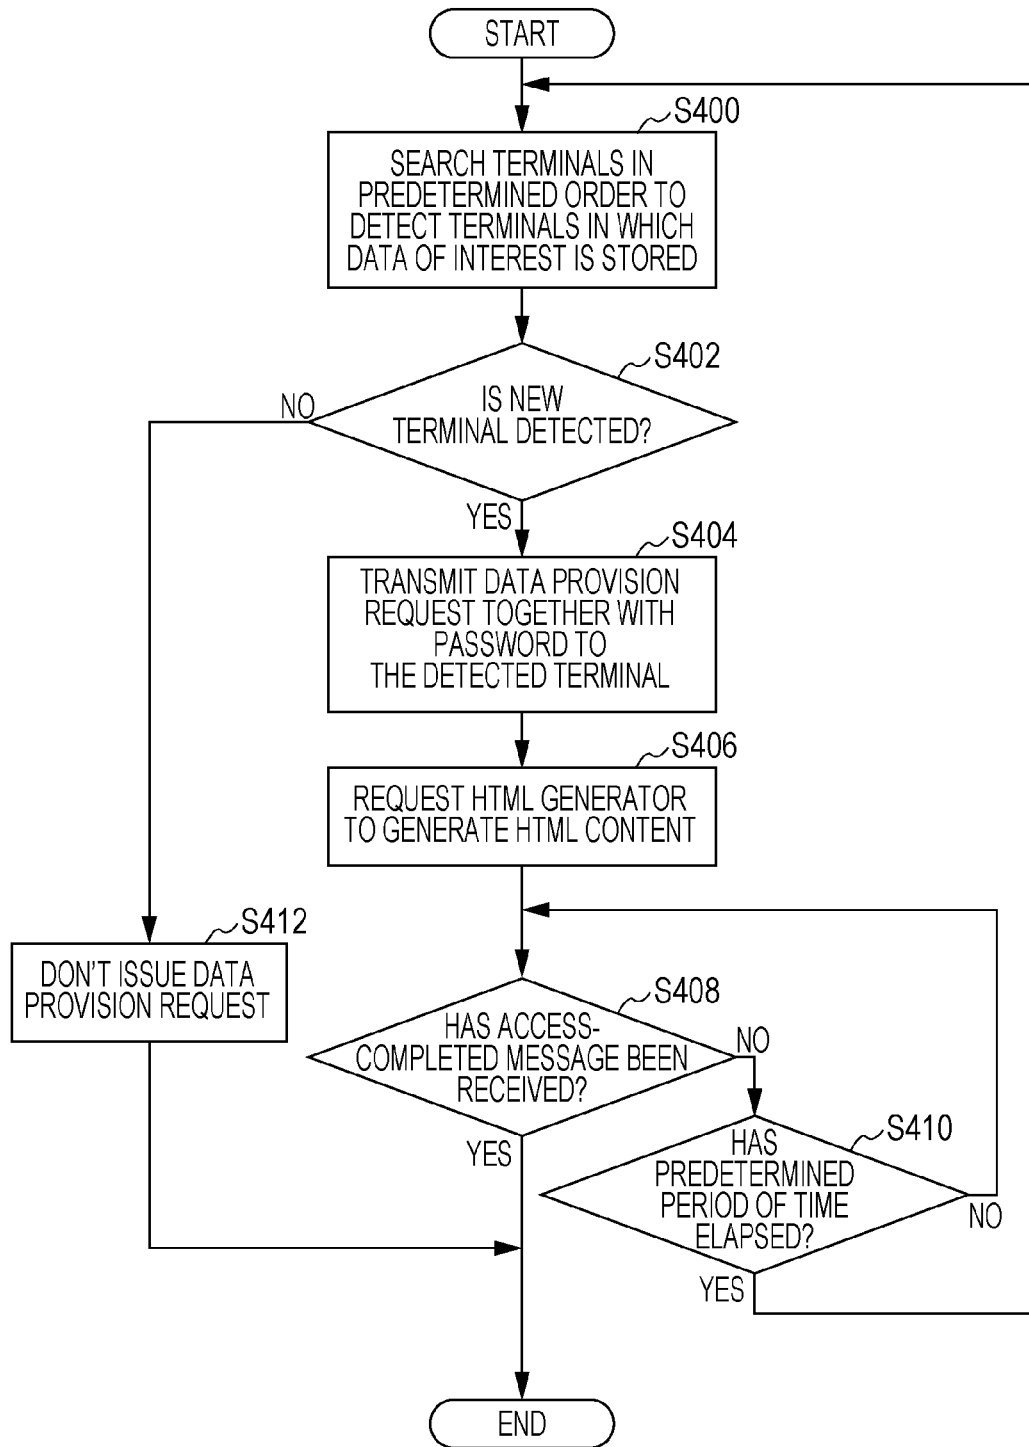 START
S400
SEARCH TERMINALS IN
PREDETERMINED ORDER TO
DETECT TERMINALS IN WHICH
DATA OF INTEREST IS STORED
S402
IS NEW
TERMINAL DETECTED?
NO
YES
S404
TRANSMIT DATA PROVISION
REQUEST TOGETHER WITH
PASSWORD TO
THE DETECTED TERMINAL
S406
REQUEST HTML GENERATOR
TO GENERATE HTML CONTENT
S412
DON'T ISSUE DATA
PROVISION REQUEST
S408
HAS ACCESS-
COMPLETED MESSAGE BEEN
RECEIVED?
NO
YES
S410
HAS
PREDETERMINED
PERIOD OF TIME
ELAPSED?
NO
YES
END